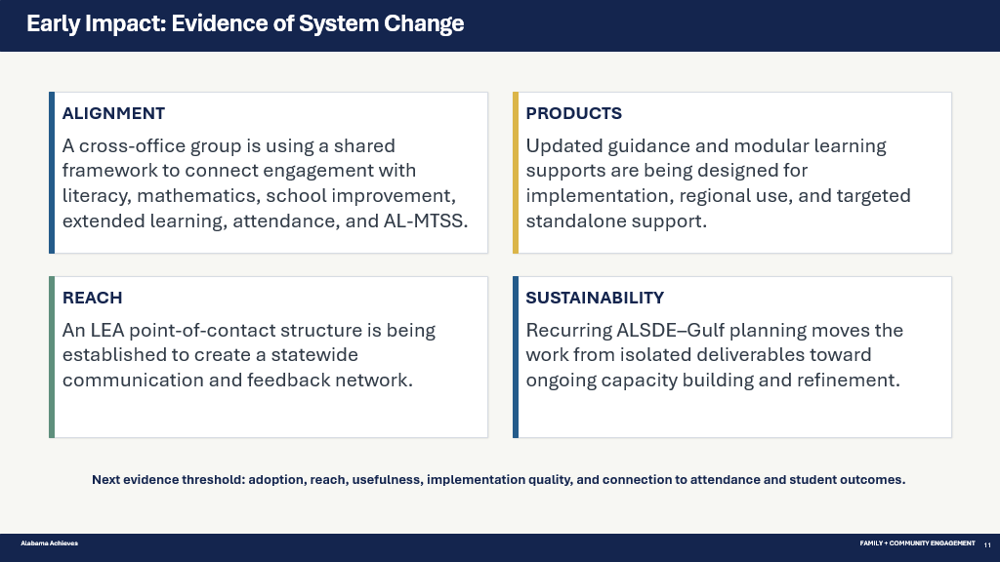 Early Impact: Evidence of System Change
ALIGNMENT
A cross-office group is using a shared
framework to connect engagement with
literacy, mathematics, school improvement,
extended learning, attendance, and AL-MTSS.
PRODUCTS
Updated guidance and modular learning
supports are being designed for
implementation, regional use, and targeted
standalone support.
REACH
An LEA point-of-contact structure is being
established to create a statewide
communication and feedback network.
SUSTAINABILITY
Recurring ALSDE–Gulf planning moves the
work from isolated deliverables toward
ongoing capacity building and refinement.
Next evidence threshold: adoption, reach, usefulness, implementation quality, and connection to attendance and student outcomes.
Alabama Achieves
FAMILY + COMMUNITY ENGAGEMENT
11